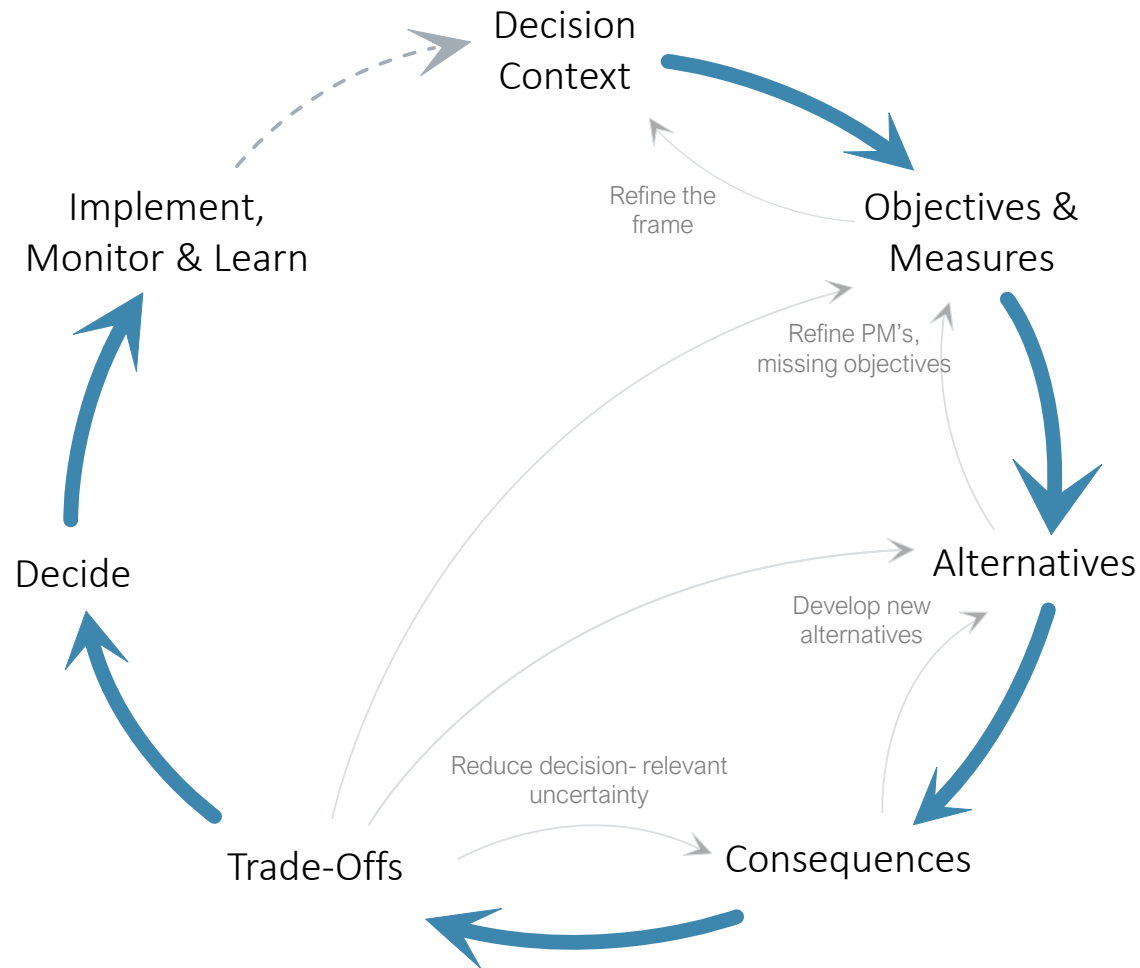 Decision
Context
Refine the
frame
Objectives &
Measures
Implement,
Monitor & Learn
Refine PM's,
missing objectives
Decide
Alternatives
Develop new
alternatives
Reduce decision- relevant
uncertainty
Trade-Offs
Consequences